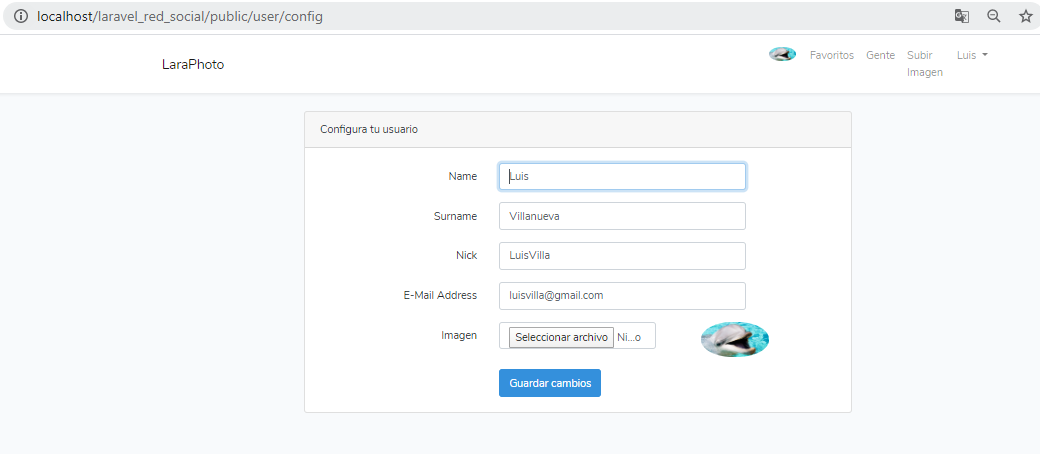 localhost/laravel_red_social/public/user/config
LaraPhoto
Favoritos Gente Subir Imagen Luis
Configura tu usuario
Name Luis
Surname Villanueva
Nick LuisVilla
E-Mail Address luisvilla@gmail.com
Imagen Seleccionar archivo Ni...o
Guardar cambios